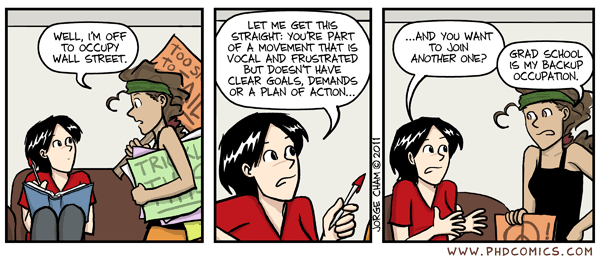 WELL, I'M OFF
TO OCCUPY
WALL STREET.
TOO
LET ME GET THIS
STRAIGHT: YOU'RE PART
OF A MOVEMENT THAT IS
VOCAL AND FRUSTRATED
BUT DOESN'T HAVE
CLEAR GOALS, DEMANDS
OR A PLAN OF ACTION...
JORGE CHAM © 2011
...AND YOU WANT
TO JOIN
ANOTHER ONE?
GRAD SCHOOL
IS MY BACKUP
OCCUPATION.
WWW.PHDCOMICS.COM